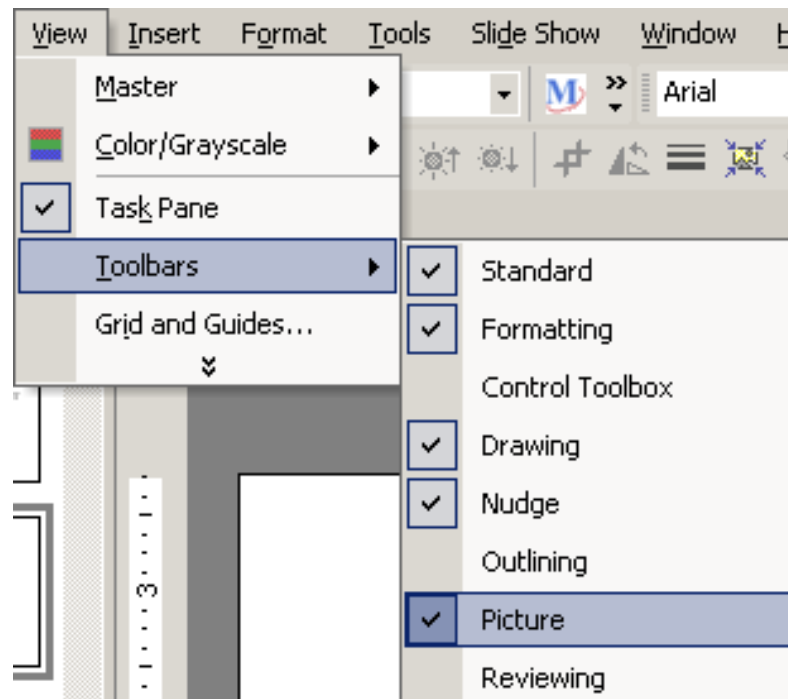 View Insert Format Tools Slide Show Window H
Master
M Arial
Color/Grayscale
Task Pane
Toolbars
Grid and Guides...
Standard
Formatting
Control Toolbox
Drawing
Nudge
Outlining
Picture
Reviewing
3